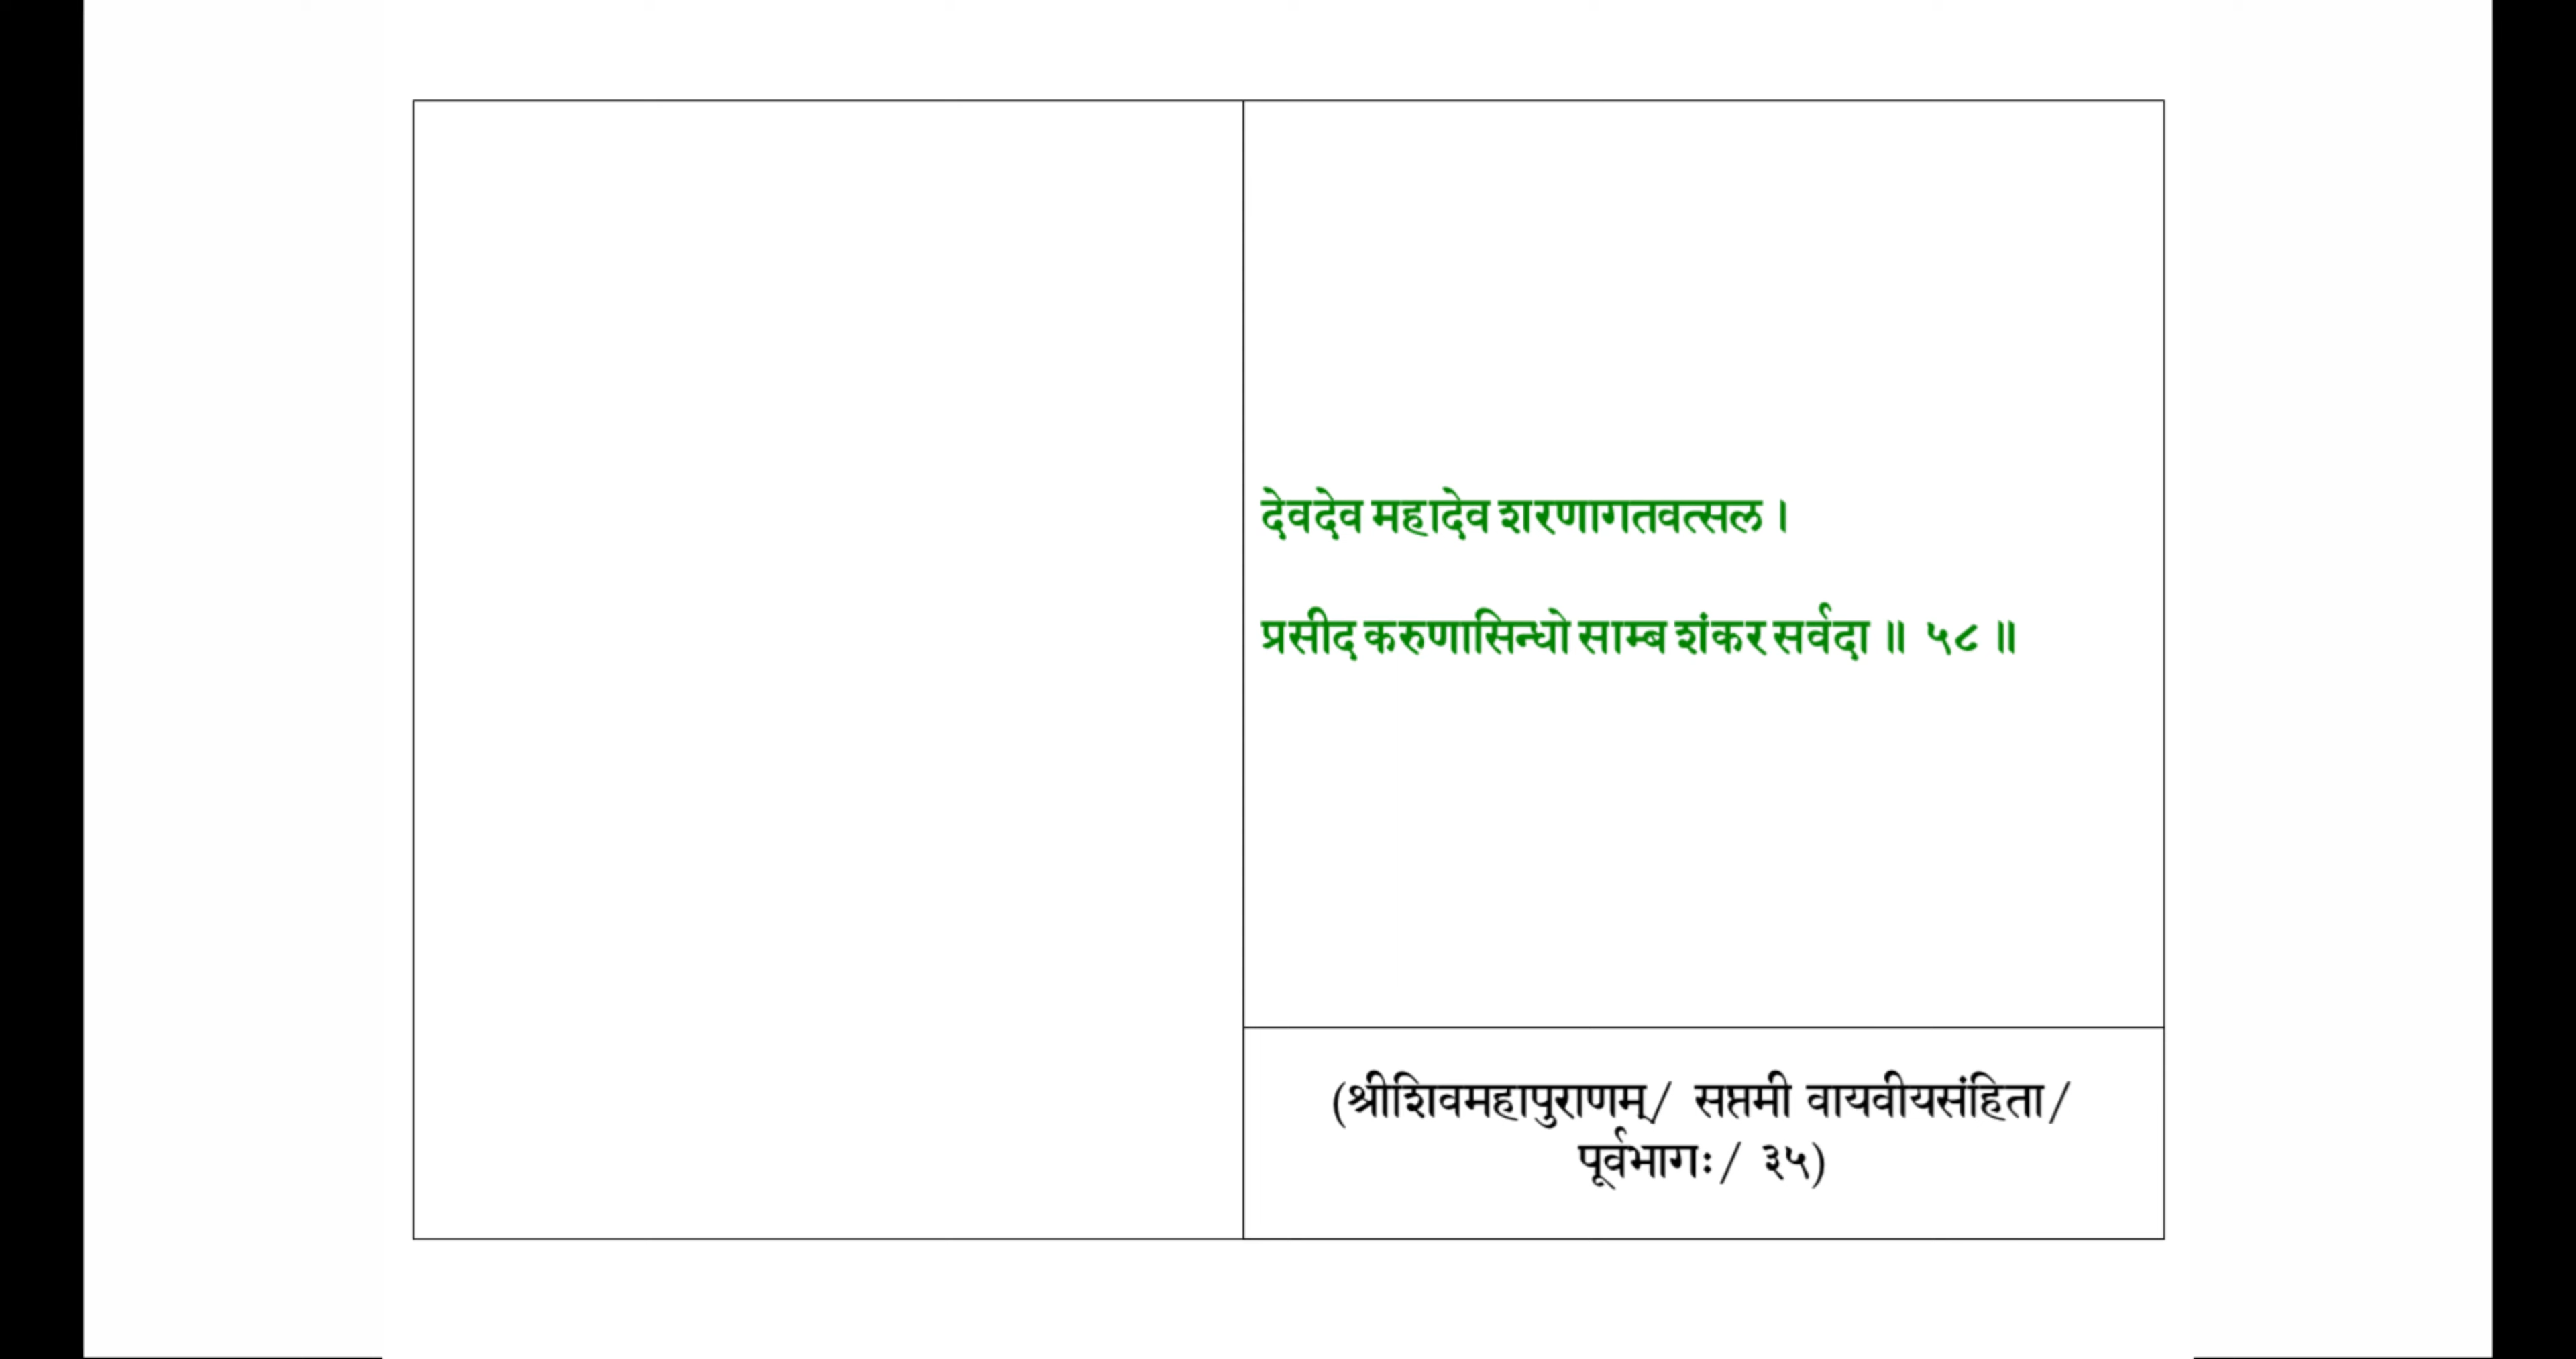 देवदेव महादेव शरणागतवत्सल ।
प्रसीद करुणासिन्धो साम्ब शंकर सर्वदा ॥ ५८ ॥
(श्रीशिवमहापुराणम्/ सप्तमी वायवीयसंहिता/
पूर्वभागः/ ३५)